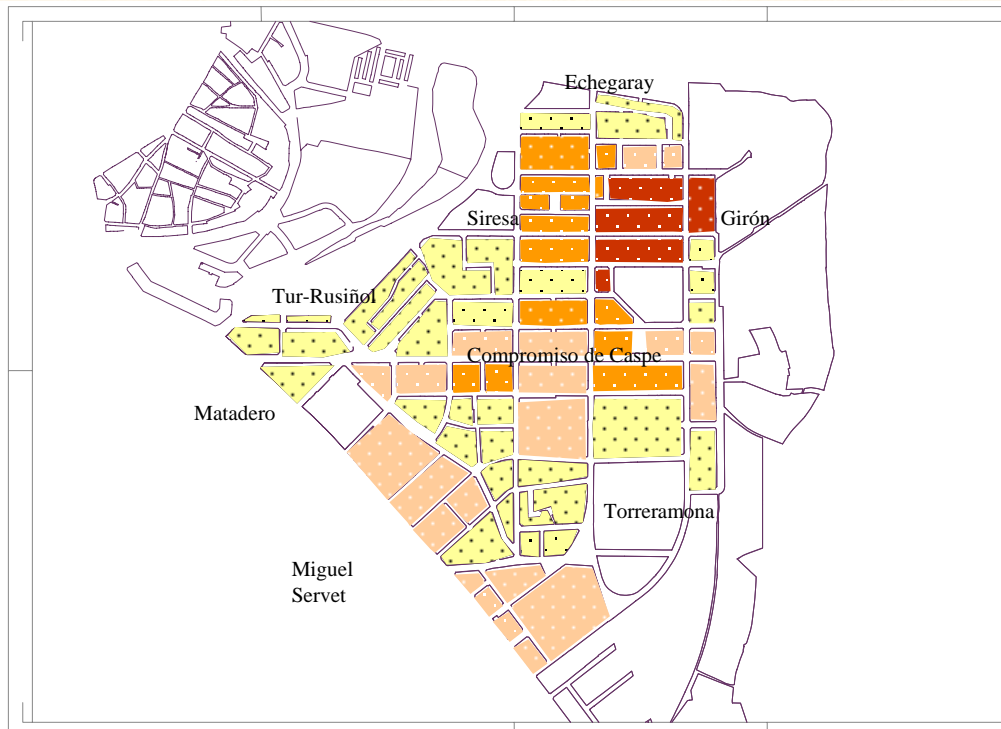 Echegaray
Siresa
Girón
Tur-Rusiñol
Compromiso de Caspe
Matadero
Torreramona
Miguel
Servet